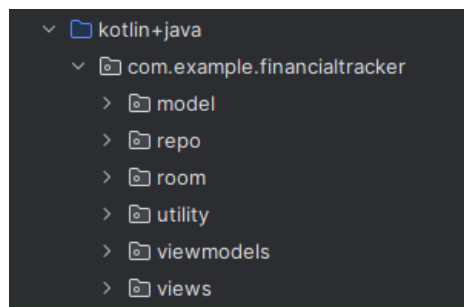 kotlin+java
com.example.financialtracker
model
repo
room
utility
viewmodels
views